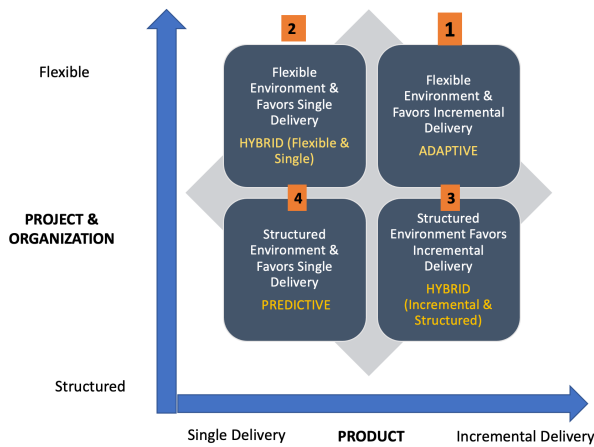 2
1
Flexible
Flexible
Environment &
Favors Single
Delivery
HYBRID (Flexible &
Single)
Flexible
Environment &
Favors Incremental
Delivery
ADAPTIVE
PROJECT &
ORGANIZATION
4
3
Structured
Environment &
Favors Single
Delivery
PREDICTIVE
Structured
Environment Favors
Incremental
Delivery
HYBRID
(Incremental &
Structured)
Structured
Single Delivery
PRODUCT
Incremental Delivery